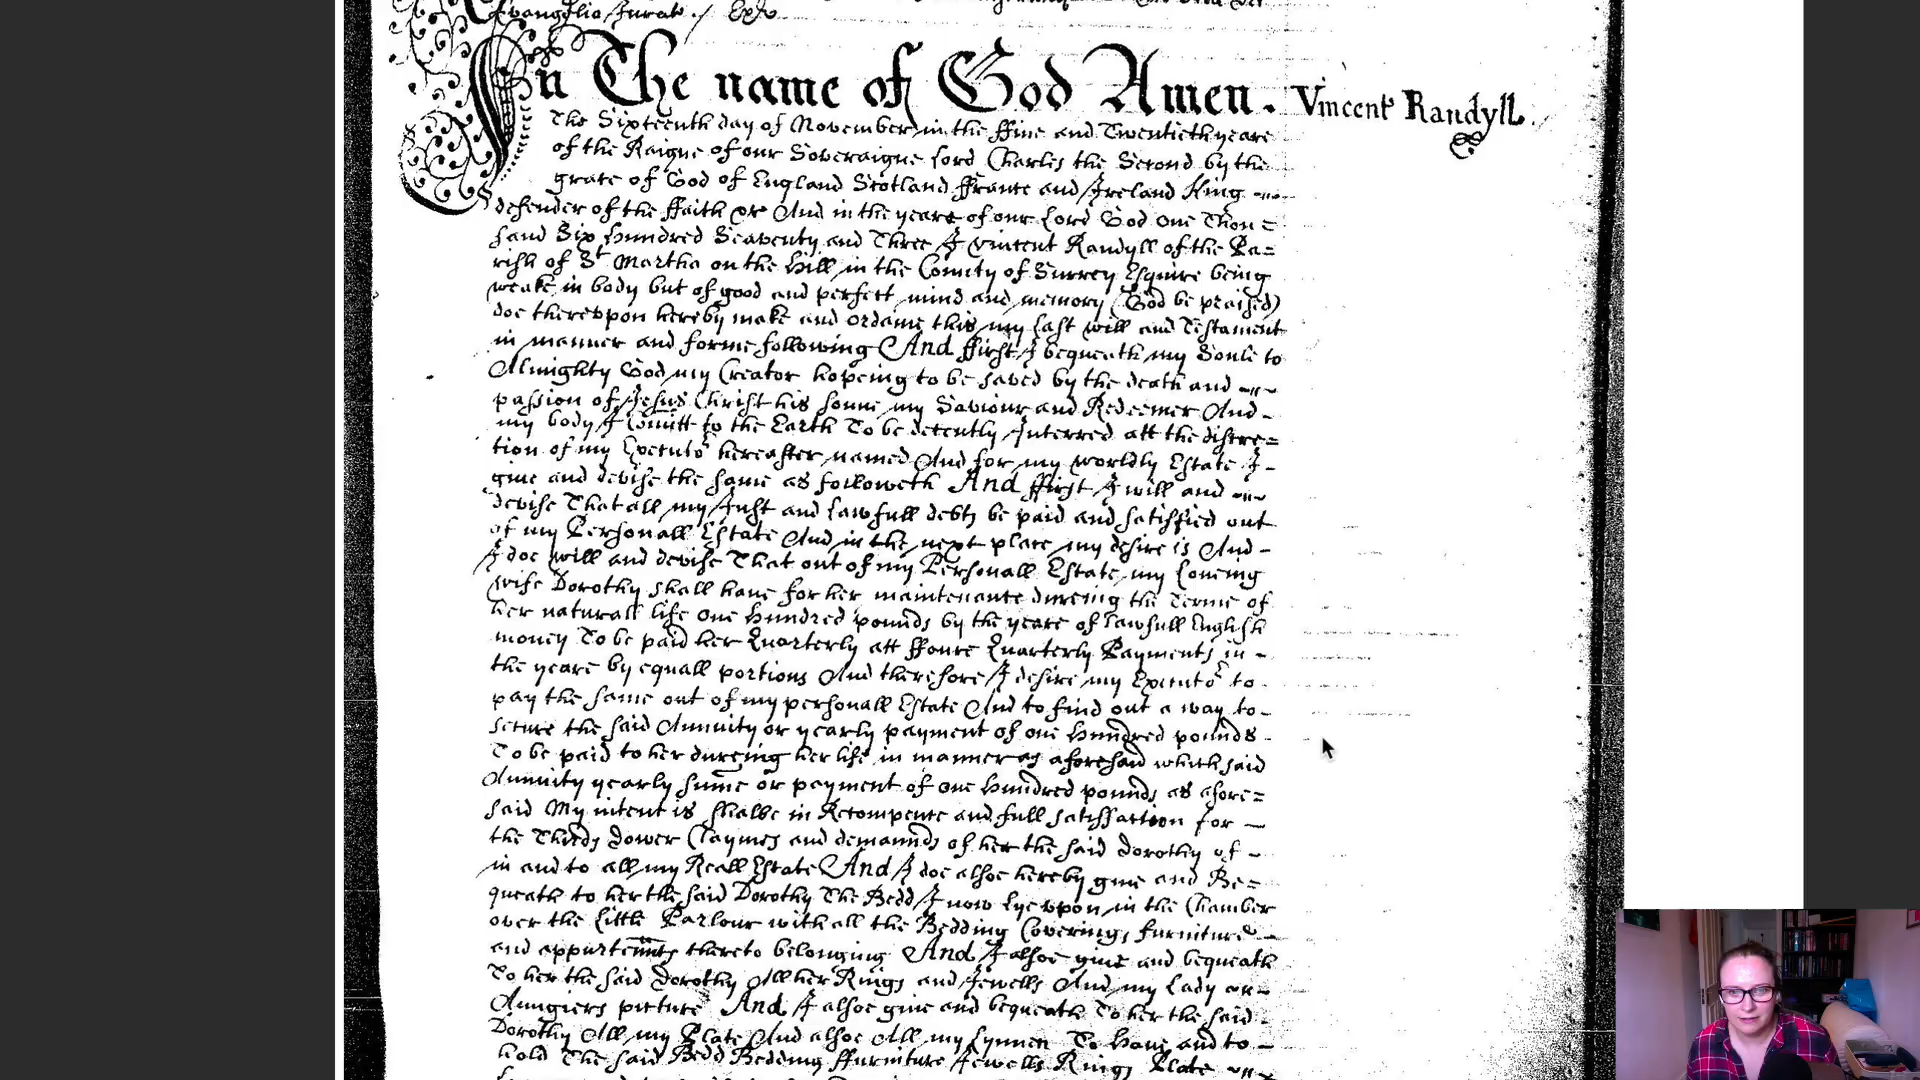 Evangelia Jurat./ Exr
In The name of God Amen. Vincent Randyll.
The Sixteenth day of November in the ffive and Twentieth yeare
of the Raigne of our Soveraigne Lord Charles the Second by the
grace of God of England Scotland ffrance and Ireland King
defender of the ffaith &c And in the yeare of our Lord God one Thou=
sand Six hundred Seaventy and Three I Vincent Randyll of the Pa=
rish of St Martha on the Hill in the County of Surrey Esquire being
weake in body but of good and perfect mind and memory (God be praised)
doe thereupon hereby make and ordaine this my last will and Testament
in manner and forme following And ffirst I bequeath my Soule to
Almighty God my Creator hopeing to be saved by the death and
passion of Jesus Christ his sonne my Saviour and Redeemer And
my body I Comitt to the Earth To be decently Interred att the discre=
tion of my Executor hereafter named And for my worldly Estate I
give and devise the same as followeth And ffirst I will and
devise That all my Just and Lawfull debts be paid and satisfied out
of my Personall Estate And in the next place my desire is And
I doe will and devise That out of my Personall Estate my Loveing
wife Dorothy shall have for her maintenance dureing the Terme of
her naturall life one Hundred pounds by the yeare of lawfull English
money To be paid her Quarterly att ffoure Quarterly Payments in
the yeare by equall portions And therefore I desire my Executor to
pay the same out of my personall Estate And to find out a way to
secure the said Annuity or yearly payment of one Hundred pounds
To be paid to her dureing her life in manner as aforesaid which said
Annuity yearly sume or payment of one Hundred pounds as afore=
said My intent is shalbe in Recompence and full satisfaction for
the Thirds Dower Claymes and demaunds of her the said Dorothy of
in and to all my Reall Estate And I doe alsoe hereby give and Be=
queath to her the said Dorothy The Bedd I now Lye uppon in the Chamber
over the Little Parlour with all the Bedding Coverings furniture
and appurtennts thereto belonging And I alsoe give and bequeath
To her the said Dorothy All her Rings and Jewells And my Lady
Aungiers picture And I alsoe give and bequeath To her the said
Dorothy All my Plate And alsoe All my Lynnen To Have and to
hold The said Bedd Bedding ffurniture Jewells Rings Plate